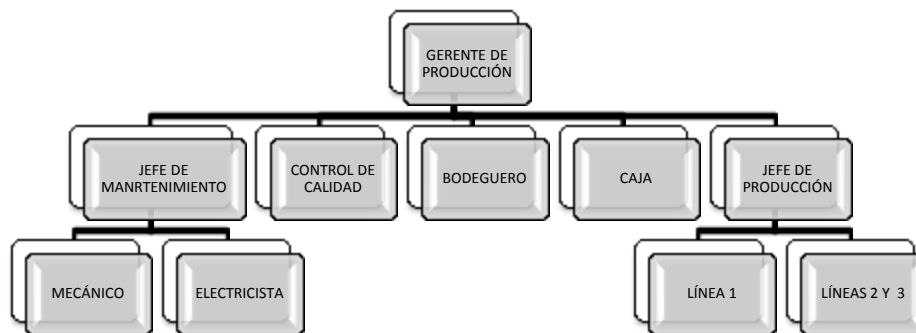 GERENTE DE
PRODUCCIÓN
JEFE DE
MANRTENIMIENTO
CONTROL DE
CALIDAD
BODEGUERO
CAJA
JEFE DE
PRODUCCIÓN
MECÁNICO
ELECTRICISTA
LÍNEA 1
LÍNEAS 2 Y 3